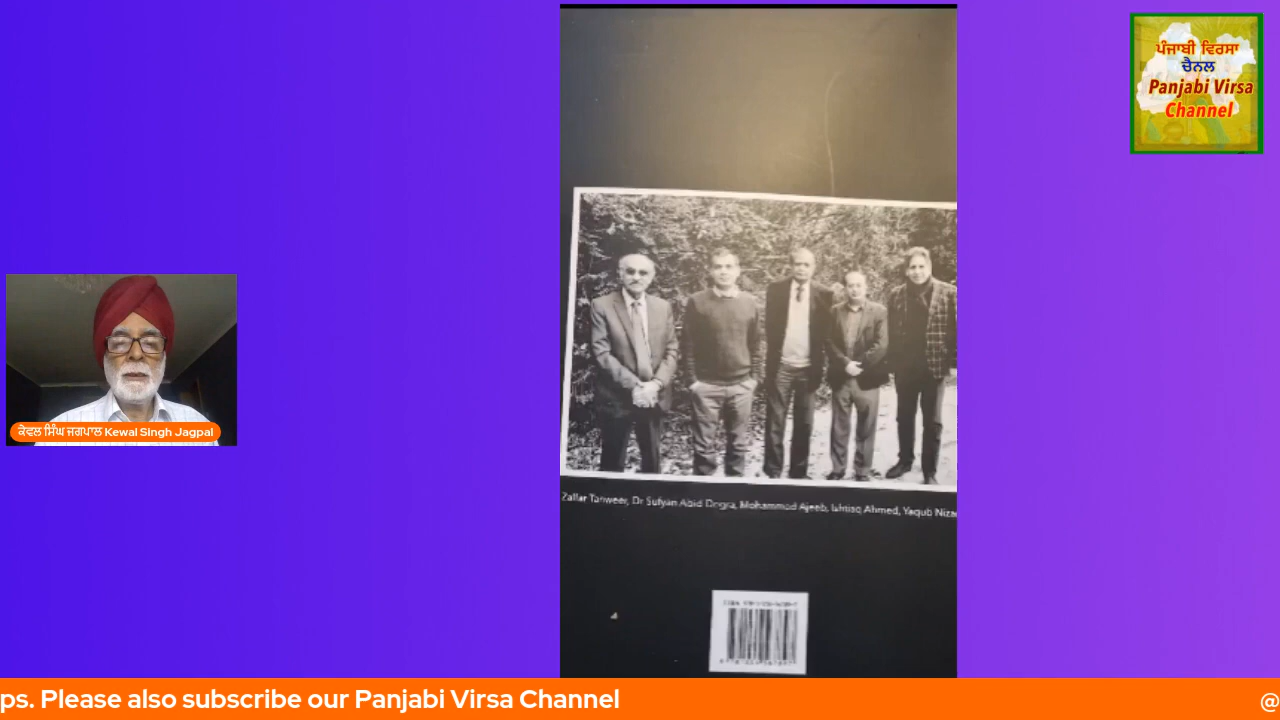 ਪੰਜਾਬੀ ਵਿਰਸਾ
ਚੈਨਲ
Panjabi Virsa
Channel
ਕੇਵਲ ਸਿੰਘ ਜਗਪਾਲ Kewal Singh Jagpal
Zaffar Tanweer, Dr Sufyan Abid Dogra, Mohammad Ajeeb, Ishtiaq Ahmed, Yaqub Niza
ps. Please also subscribe our Panjabi Virsa Channel @